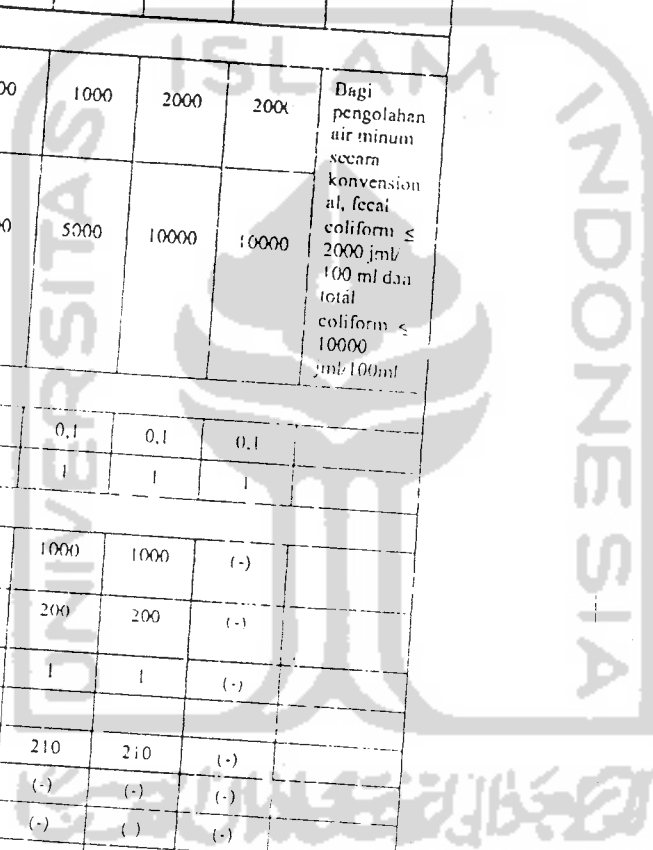 ISLAM
UNIVERSITAS
INDONESIA
00 1000 2000 Bagi
pengolahan
air minum
secara
konvension
al, fecal
coliform ≤
2000 jml/
100 ml dan
total
coliform ≤
10000
jml/100ml
00 5000 10000 10000
0,1 0,1 0,1
1 1 1
1000 1000 (-)
200 200 (-)
1 1 (-)
210 210 (-)
(-) (-) (-)
(-) ( ) (-)